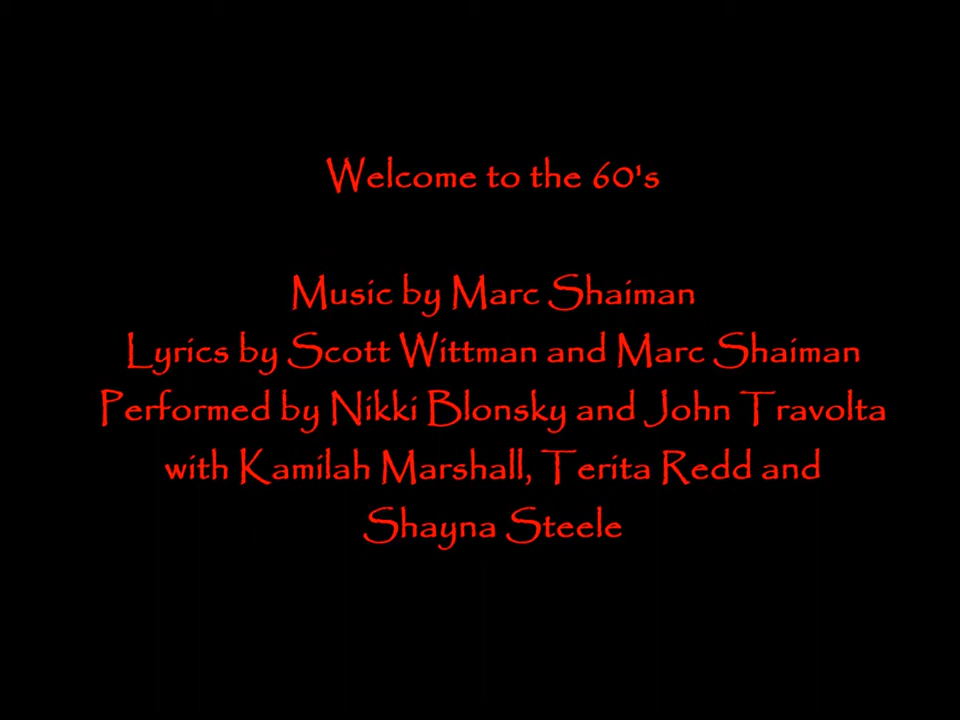 Welcome to the 60's
Music by Marc Shaiman
Lyrics by Scott Wittman and Marc Shaiman
Performed by Nikki Blonsky and John Travolta
with Kamilah Marshall, Terita Redd and
Shayna Steele